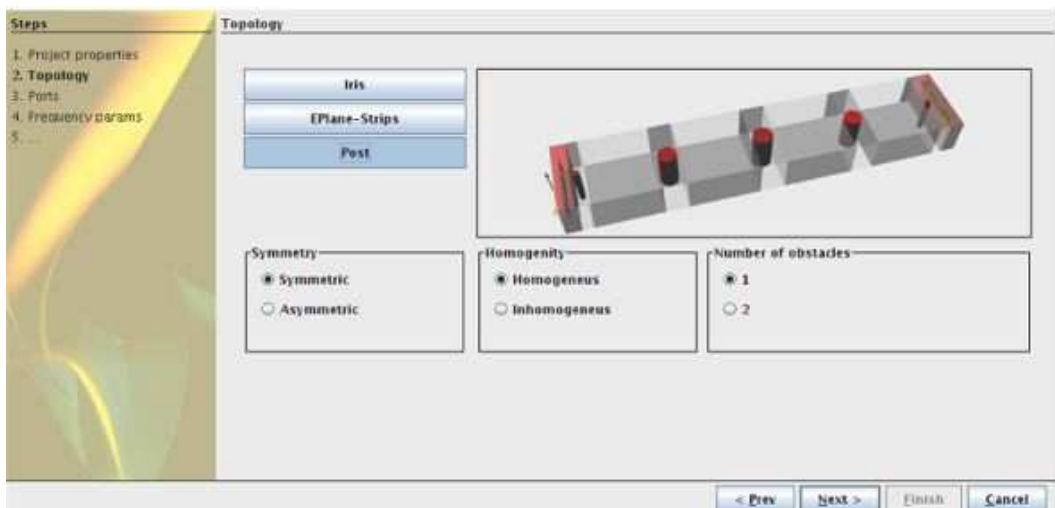 Steps
1. Project properties
2. Topology
3. Ports
4. Frequency params
5. ...
Topology
Iris
EPlane-Strips
Post
Symmetry
Symmetric
Asymmetric
Homogenity
Homogeneus
Inhomogeneus
Number of obstacles
1
2
< Prev
Next >
Finish
Cancel